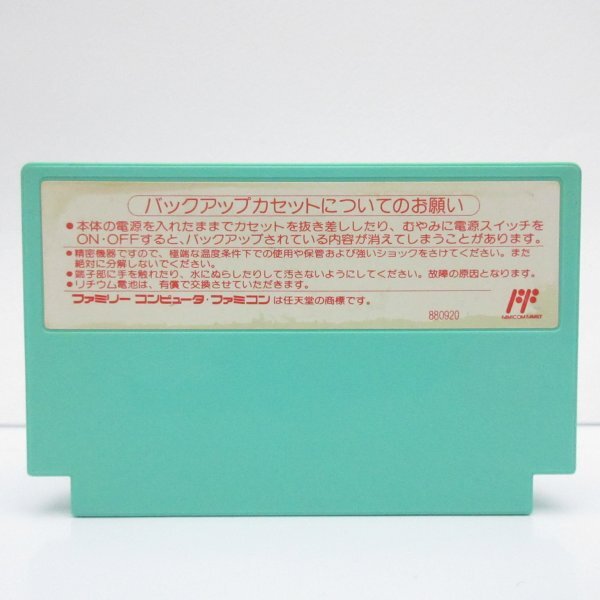 バックアップカセットについてのお願い
●本体の電源を入れたままでカセットを抜き差ししたり、むやみに電源スイッチを
ON・OFFすると、バックアップされている内容が消えてしまうことがあります。
●精密機器ですので、極端な温度条件下での使用や保管および強いショックをさけてください。また
絶対に分解しないでください。
●端子部に手を触れたり、水にぬらしたりして汚さないようにしてください。故障の原因となります。
●リチウム電池は、有償で交換させていただきます。
ファミリー コンピュータ・ファミコン は任天堂の商標です。
880920
FAMICOM FAMILY